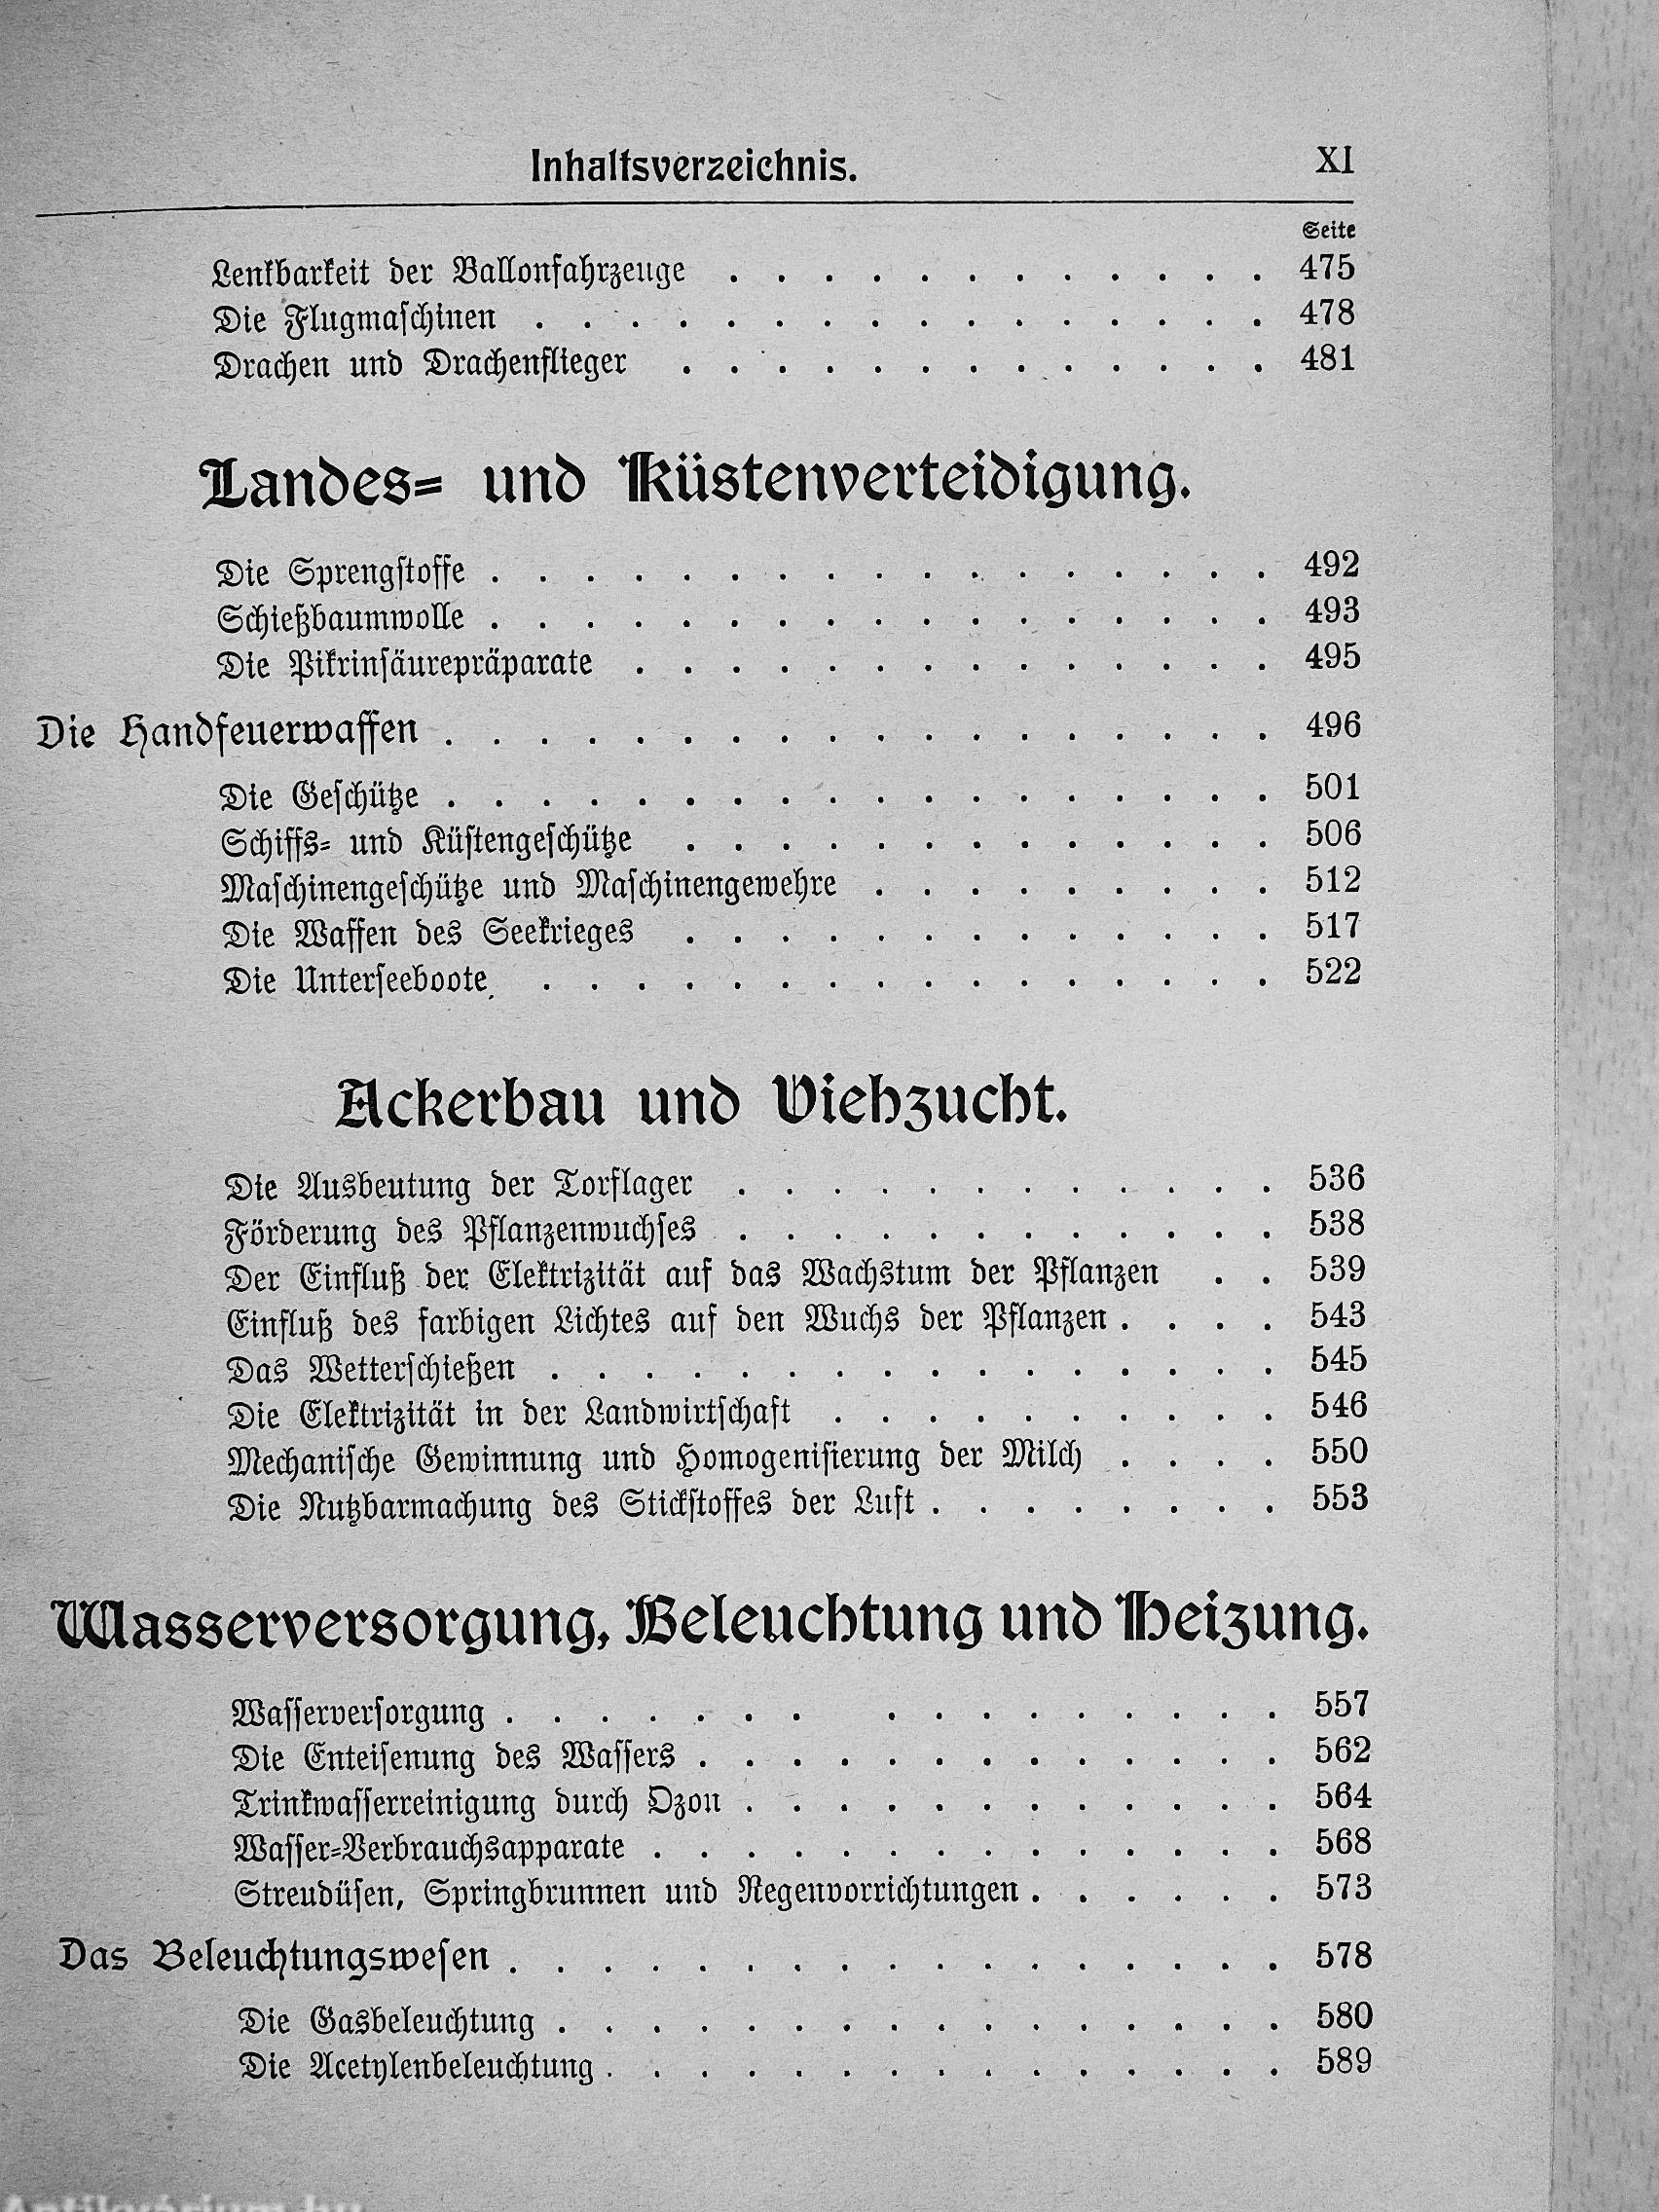 Inhaltsverzeichnis. XI
Seite
Lenkbarkeit der Ballonfahrzeuge . . . . . . . . . . . . 475
Die Flugmaſchinen . . . . . . . . . . . . . . . . 478
Drachen und Drachenflieger . . . . . . . . . . . . . 481
Landes= und Küstenverteidigung.
Die Sprengſtoffe . . . . . . . . . . . . . . . . . 492
Schießbaumwolle . . . . . . . . . . . . . . . . . 493
Die Pikrinſäurepräparate . . . . . . . . . . . . . . 495
Die Handfeuerwaffen . . . . . . . . . . . . . . . . . . 496
Die Geſchütze . . . . . . . . . . . . . . . . . . 501
Schiffs= und Küſtengeſchütze . . . . . . . . . . . . . 506
Maſchinengeſchütze und Maſchinengewehre . . . . . . . . . 512
Die Waffen des Seekrieges . . . . . . . . . . . . . 517
Die Unterſeeboote . . . . . . . . . . . . . . . . 522
Ackerbau und Viehzucht.
Die Ausbeutung der Torflager . . . . . . . . . . . . 536
Förderung des Pflanzenwuchſes . . . . . . . . . . . . 538
Der Einfluß der Elektrizität auf das Wachstum der Pflanzen . . 539
Einfluß des farbigen Lichtes auf den Wuchs der Pflanzen . . . . 543
Das Wetterſchießen . . . . . . . . . . . . . . . . 545
Die Elektrizität in der Landwirtſchaft . . . . . . . . . . 546
Mechaniſche Gewinnung und Homogeniſierung der Milch . . . . 550
Die Nutzbarmachung des Stickſtoffes der Luft . . . . . . . . 553
Wasserversorgung, Beleuchtung und Heizung.
Waſſerverſorgung . . . . . . . . . . . . . . . . 557
Die Enteiſenung des Waſſers . . . . . . . . . . . . . 562
Trinkwaſſerreinigung durch Ozon . . . . . . . . . . . . 564
Waſſer=Verbrauchsapparate . . . . . . . . . . . . . . 568
Streudüſen, Springbrunnen und Regenvorrichtungen . . . . . . 573
Das Beleuchtungsweſen . . . . . . . . . . . . . . . . . 578
Die Gasbeleuchtung . . . . . . . . . . . . . . . . 580
Die Acetylenbeleuchtung . . . . . . . . . . . . . . . 589
Antikvárium.hu